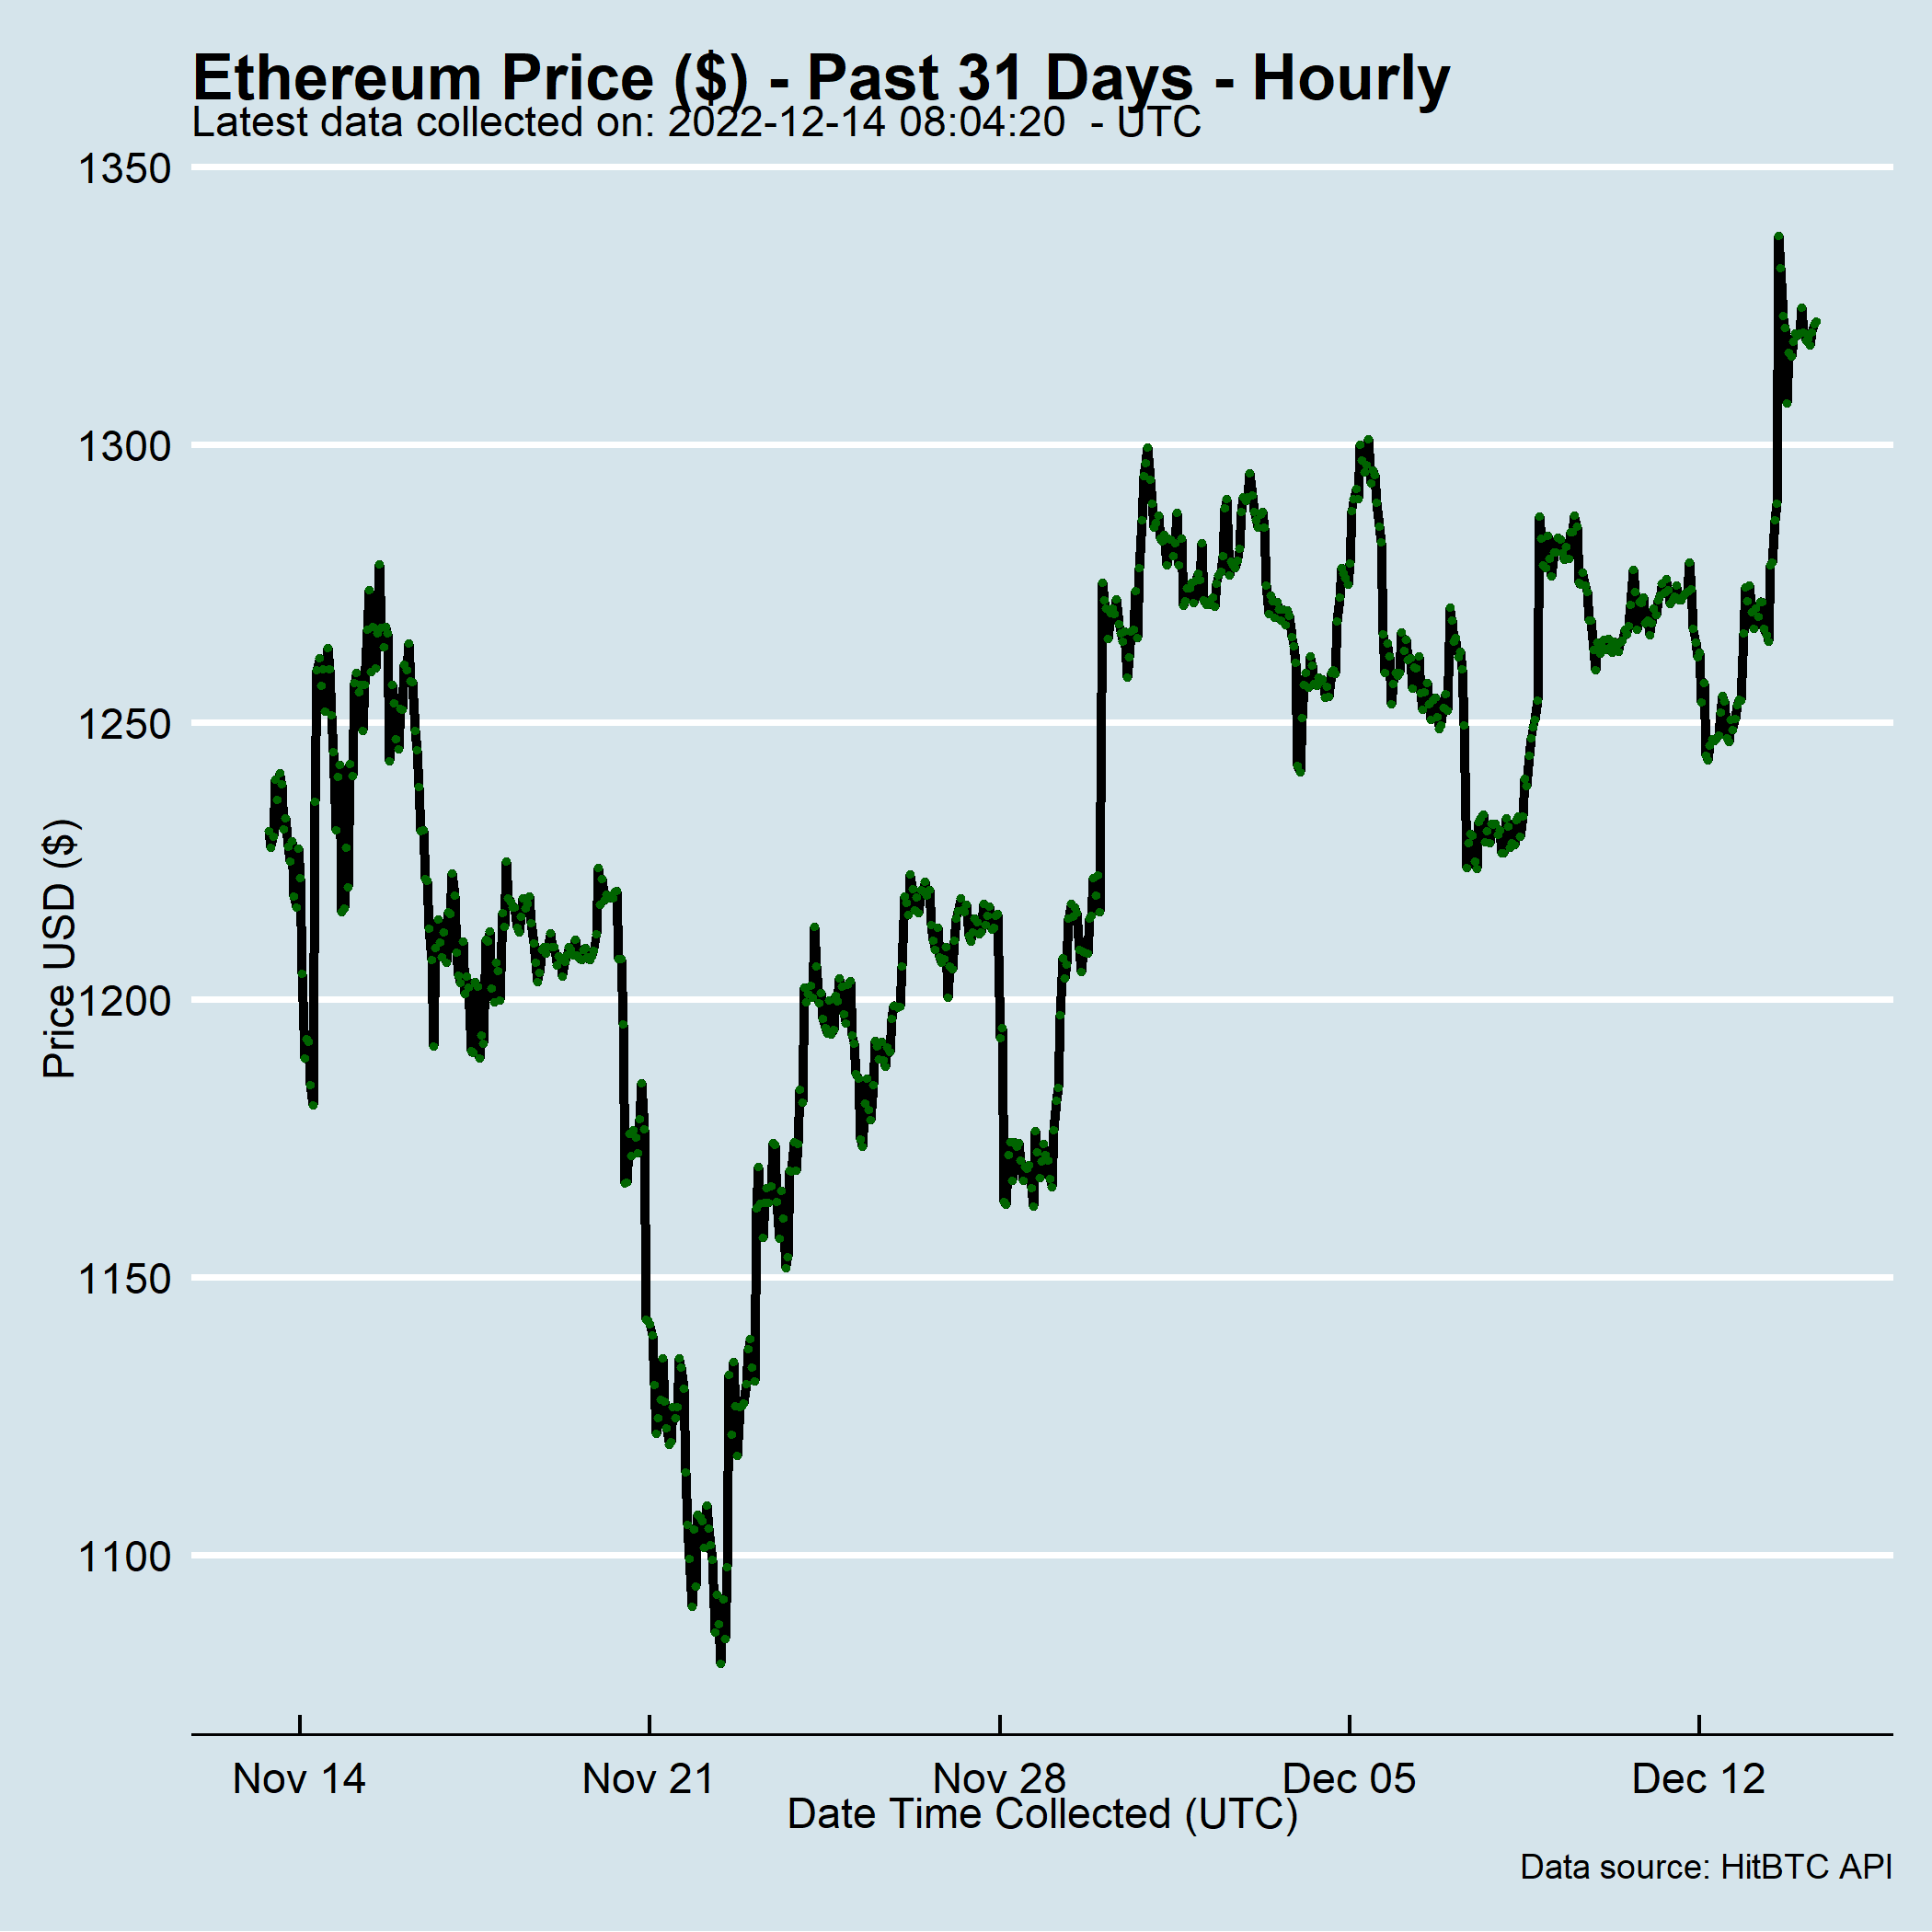 Ethereum Price ($) - Past 31 Days - Hourly
Latest data collected on: 2022-12-14 08:04:20  - UTC
1350
1300
1250
1200
1150
1100
Price USD ($)
Nov 14
Nov 21
Nov 28
Dec 05
Dec 12
Date Time Collected (UTC)
Data source: HitBTC API